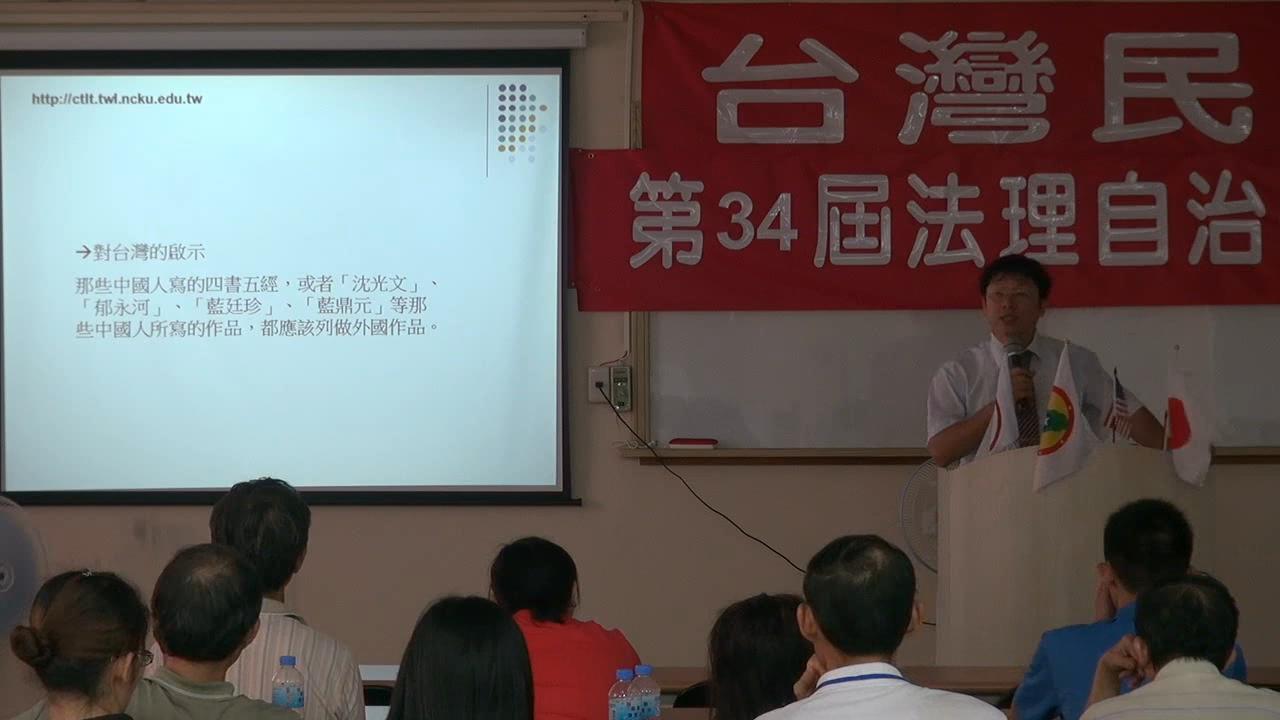 http://ctlt.twl.ncku.edu.tw
→對台灣的啟示
那些中國人寫的四書五經，或者「沈光文」、
「郁永河」、「藍廷珍」、「藍鼎元」等那
些中國人所寫的作品，都應該列做外國作品。
台灣民
第34屆法理自治